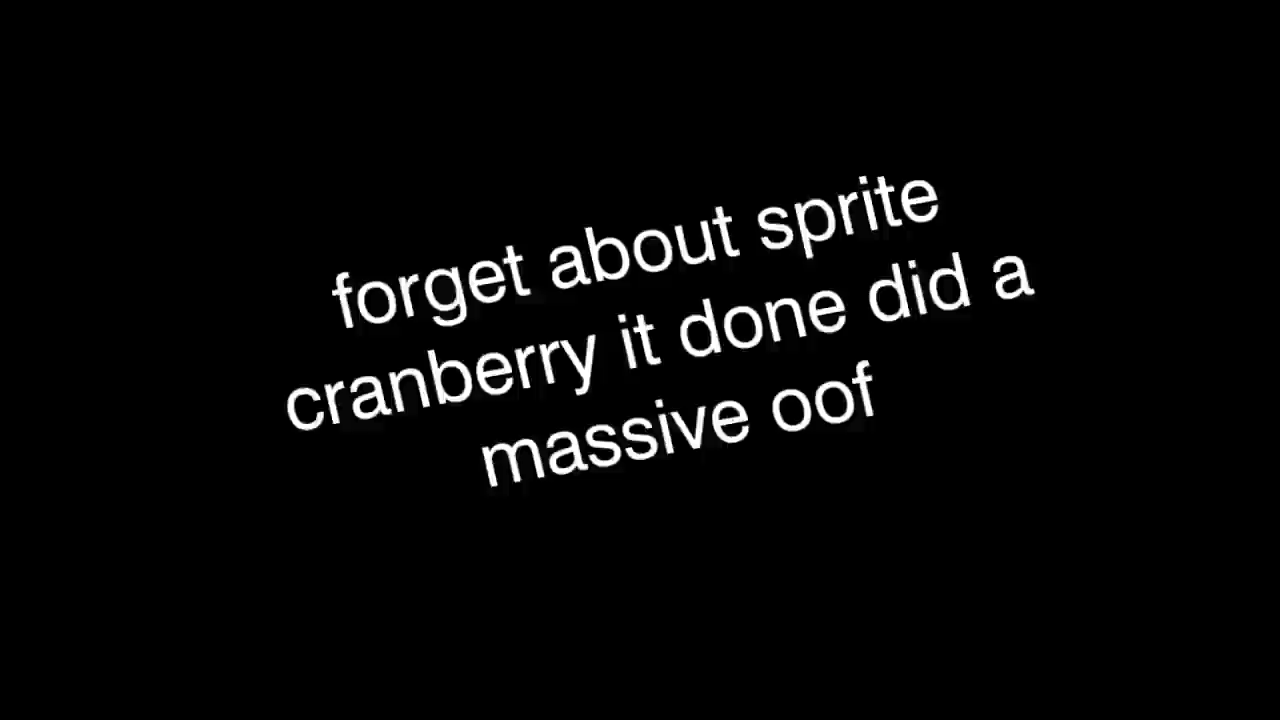 forget about sprite
cranberry it done did a
massive oof